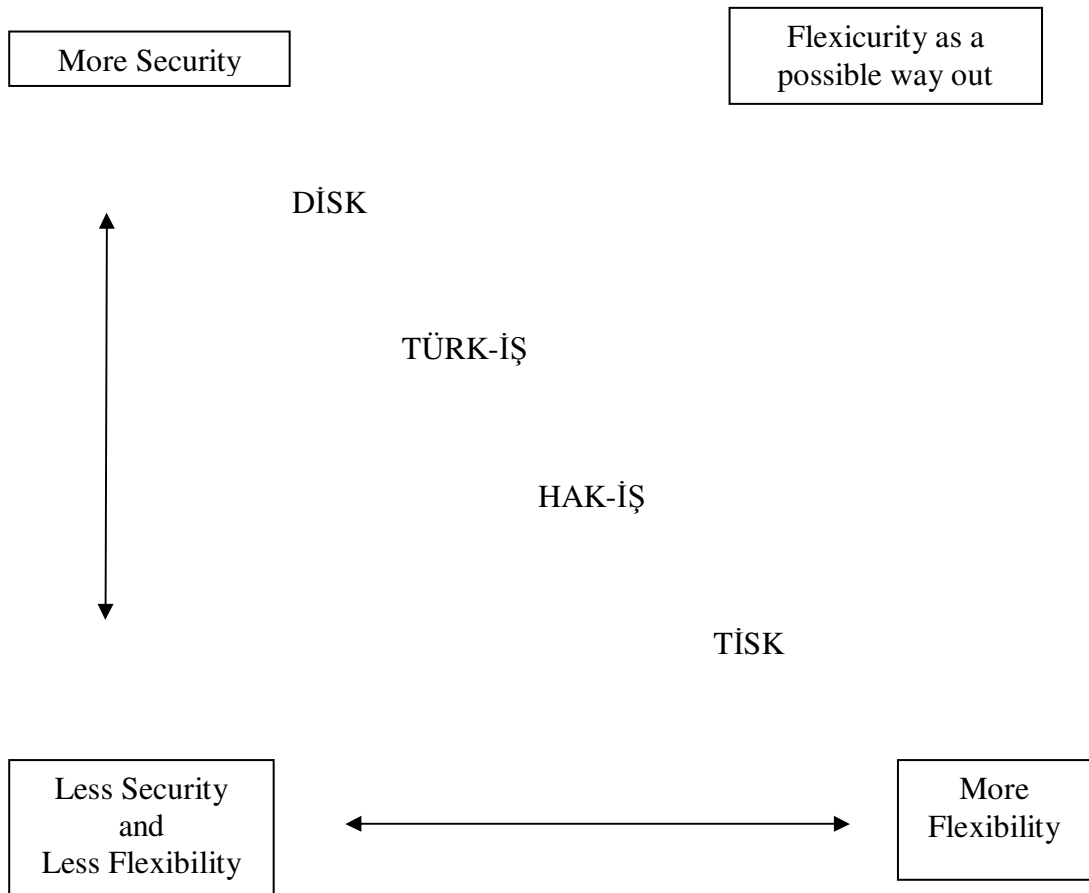 More Security
Flexicurity as a
possible way out
DİSK
TÜRK-İŞ
HAK-İŞ
TİSK
Less Security
and
Less Flexibility
More
Flexibility